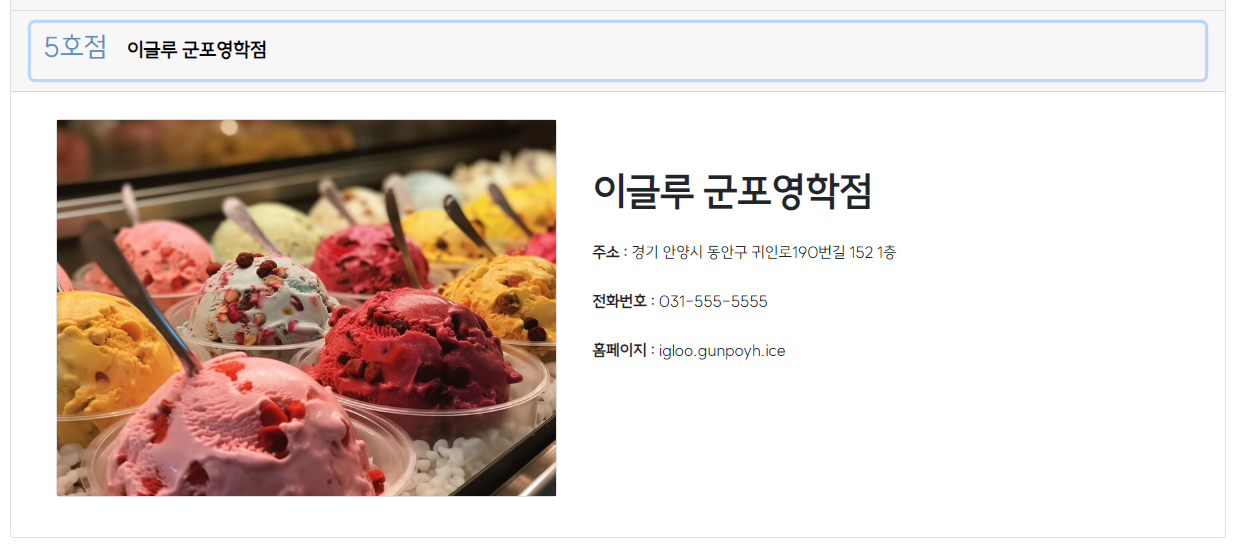 5호점 이글루 군포영학점
이글루 군포영학점
주소 : 경기 안양시 동안구 귀인로190번길 152 1층
전화번호 : 031-555-5555
홈페이지 : igloo.gunpoyh.ice